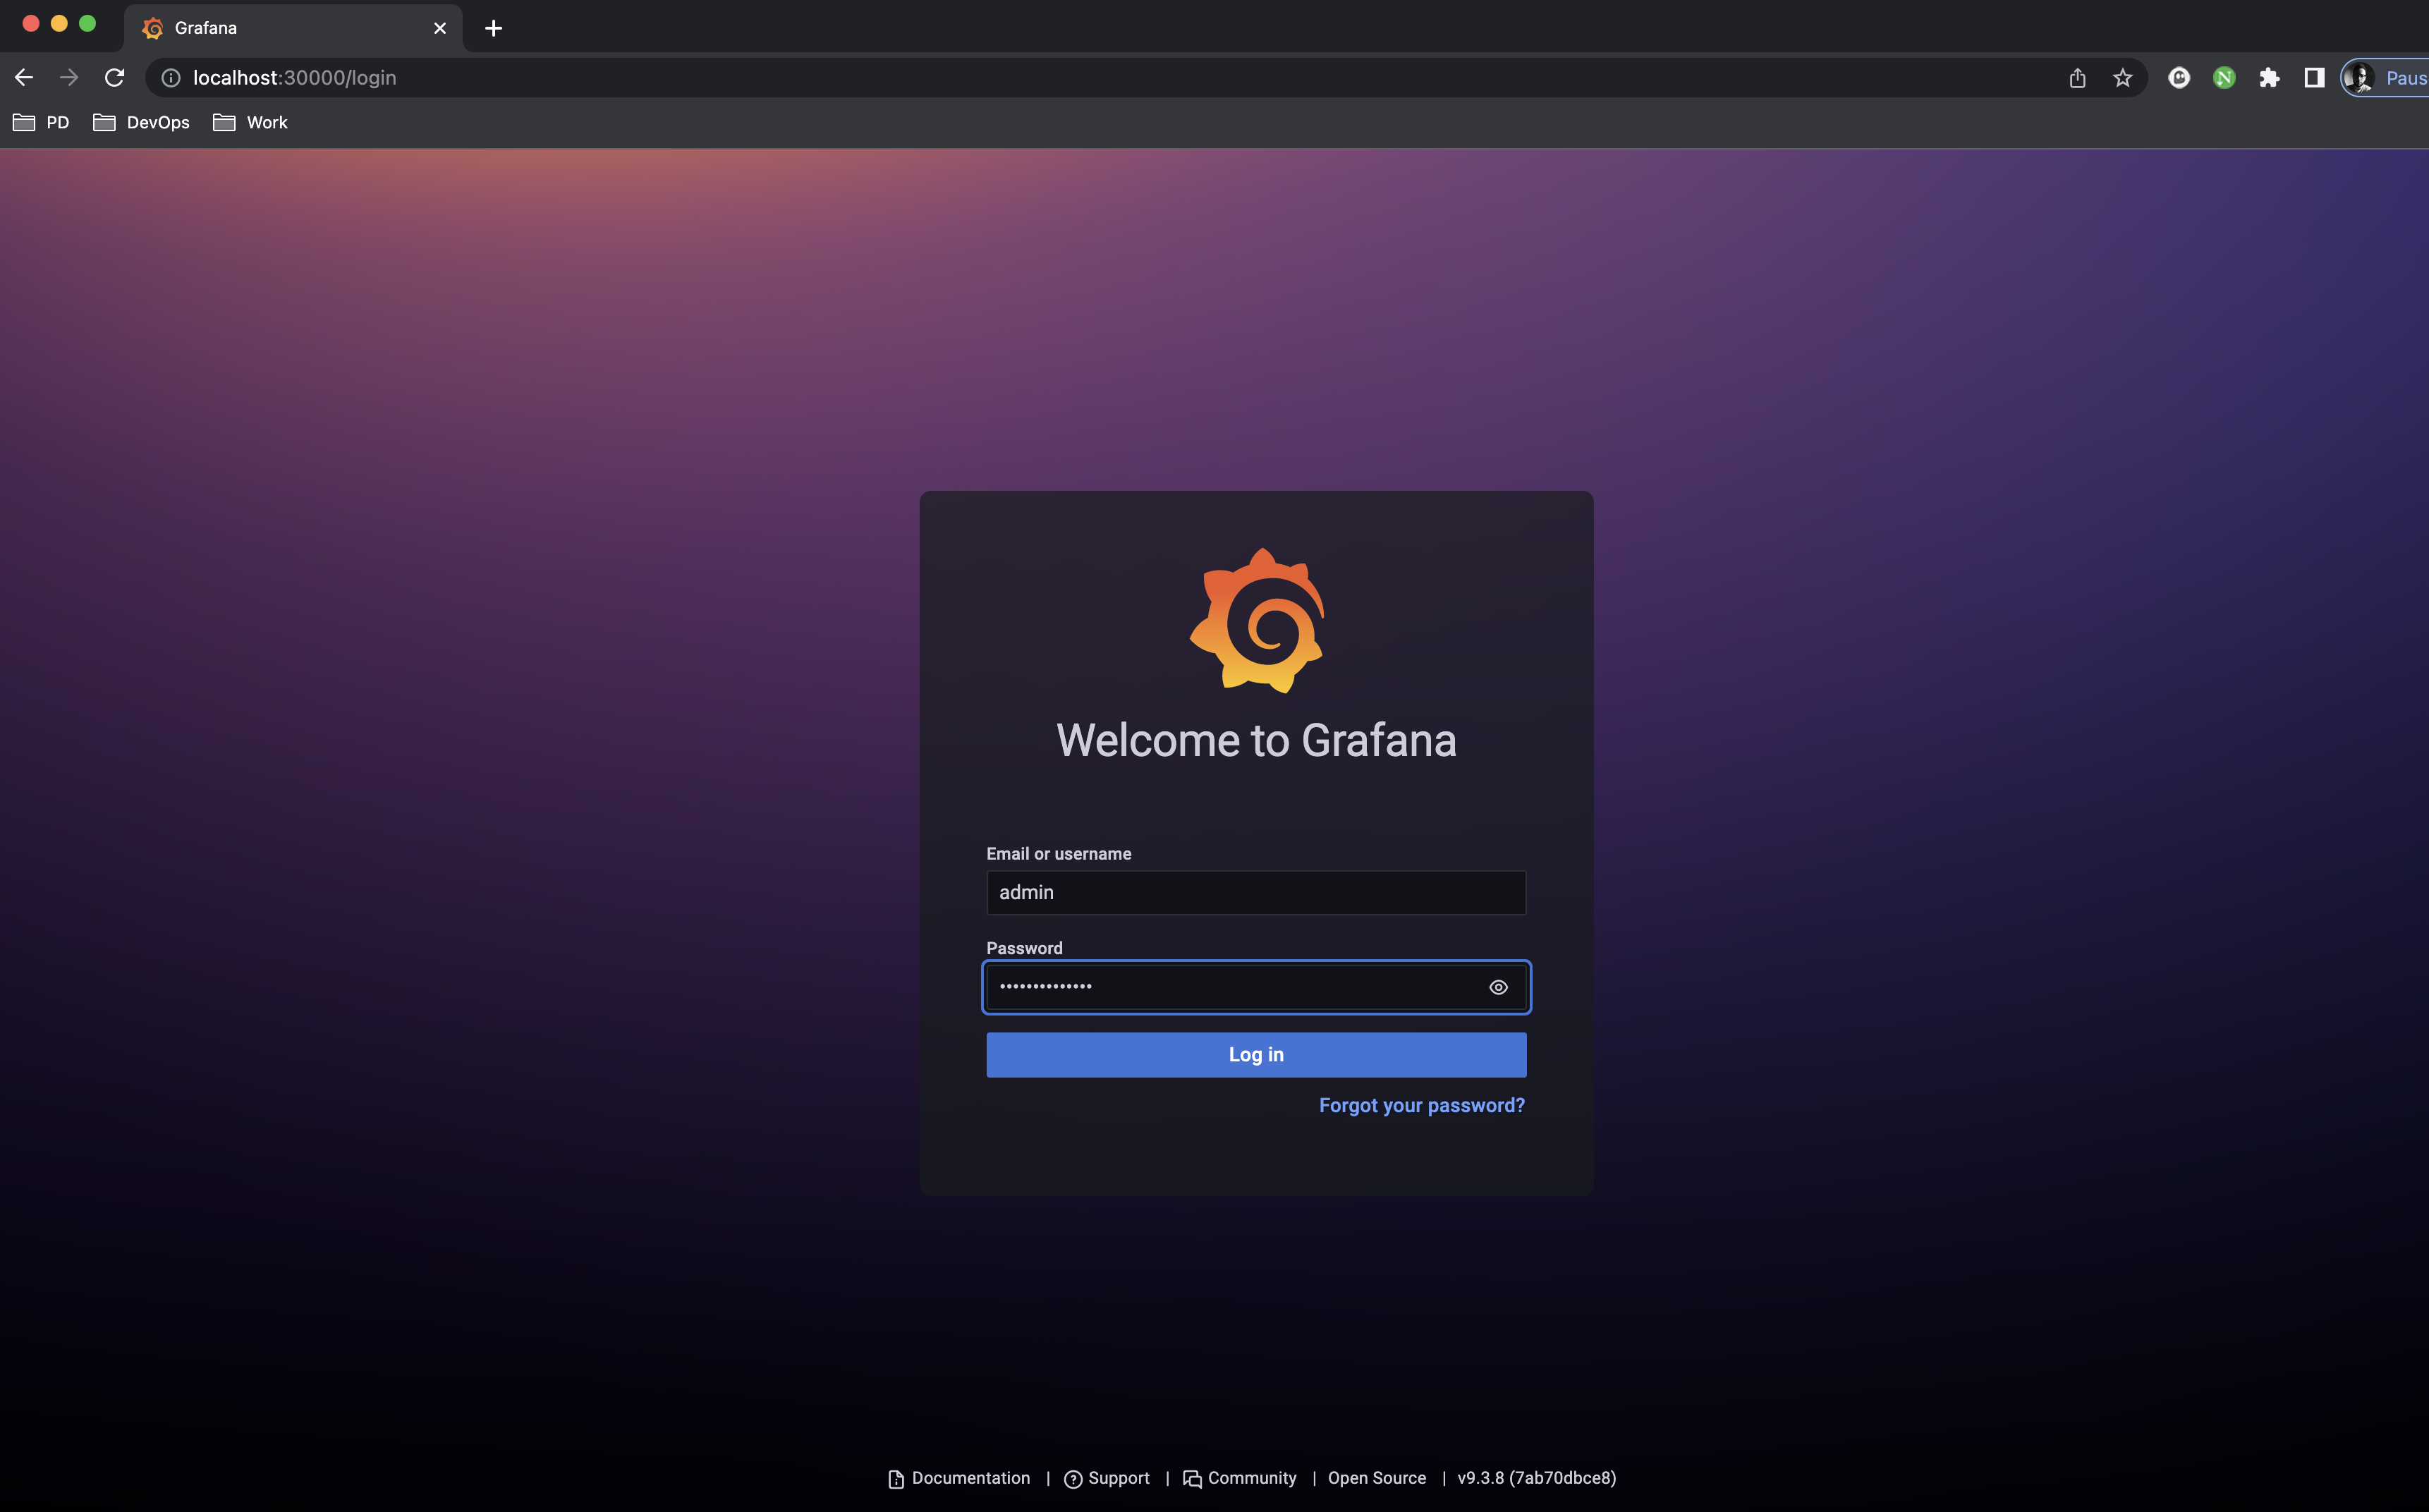 Grafana
localhost:30000/login
Paus
PD DevOps Work
Welcome to Grafana
Email or username
admin
Password
••••••••••••••
Log in
Forgot your password?
Documentation | Support | Community | Open Source | v9.3.8 (7ab70dbce8)